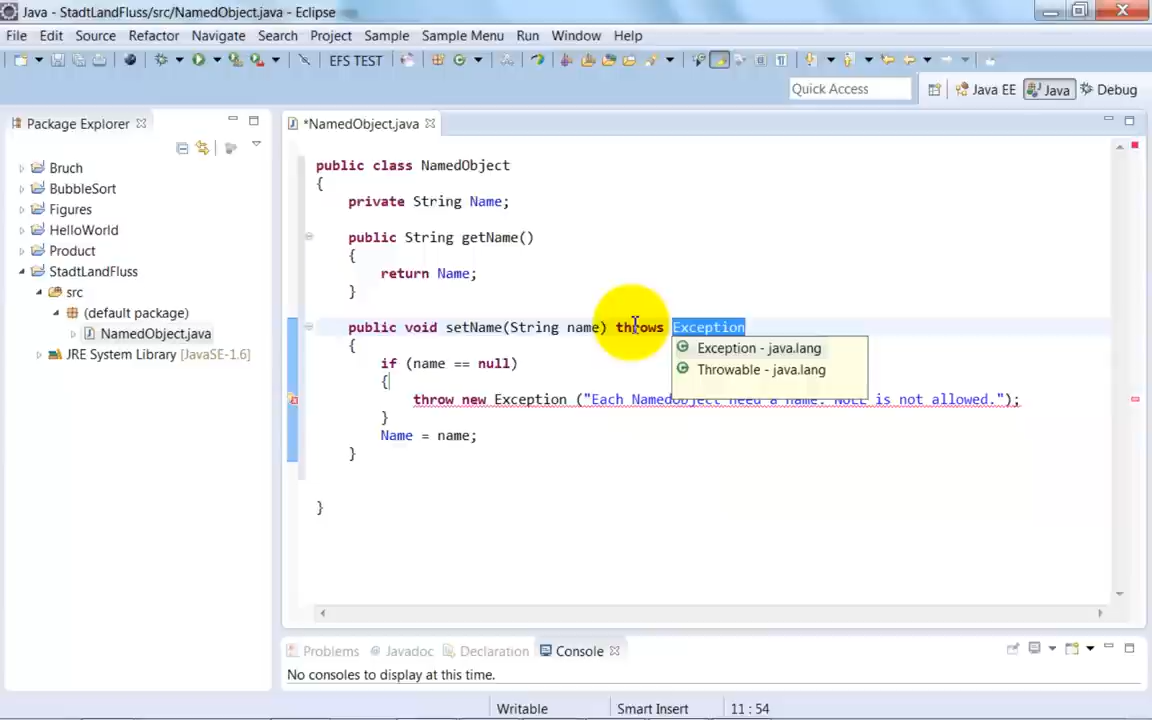 Java - StadtLandFluss/src/NamedObject.java - Eclipse
File Edit Source Refactor Navigate Search Project Sample Sample Menu Run Window Help
EFS TEST
Quick Access Java EE Java Debug
Package Explorer
*NamedObject.java
Bruch
BubbleSort
Figures
HelloWorld
Product
StadtLandFluss
src
(default package)
NamedObject.java
JRE System Library [JavaSE-1.6]
public class NamedObject
{
private String Name;
public String getName()
{
return Name;
}
public void setName(String name) throws Exception
{
if (name == null)
{
throw new Exception ("Each NamedObject need a name. NULL is not allowed.");
}
Name = name;
}
}
Exception - java.lang
Throwable - java.lang
Problems Javadoc Declaration Console
No consoles to display at this time.
Writable Smart Insert 11 : 54